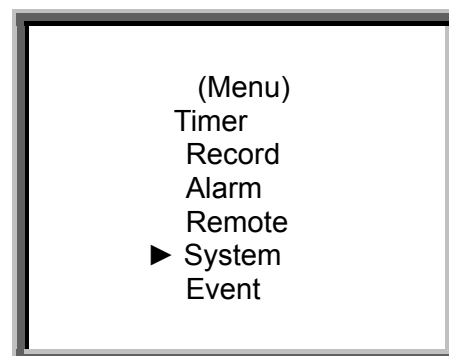 (Menu)
Timer
Record
Alarm
Remote
► System
Event